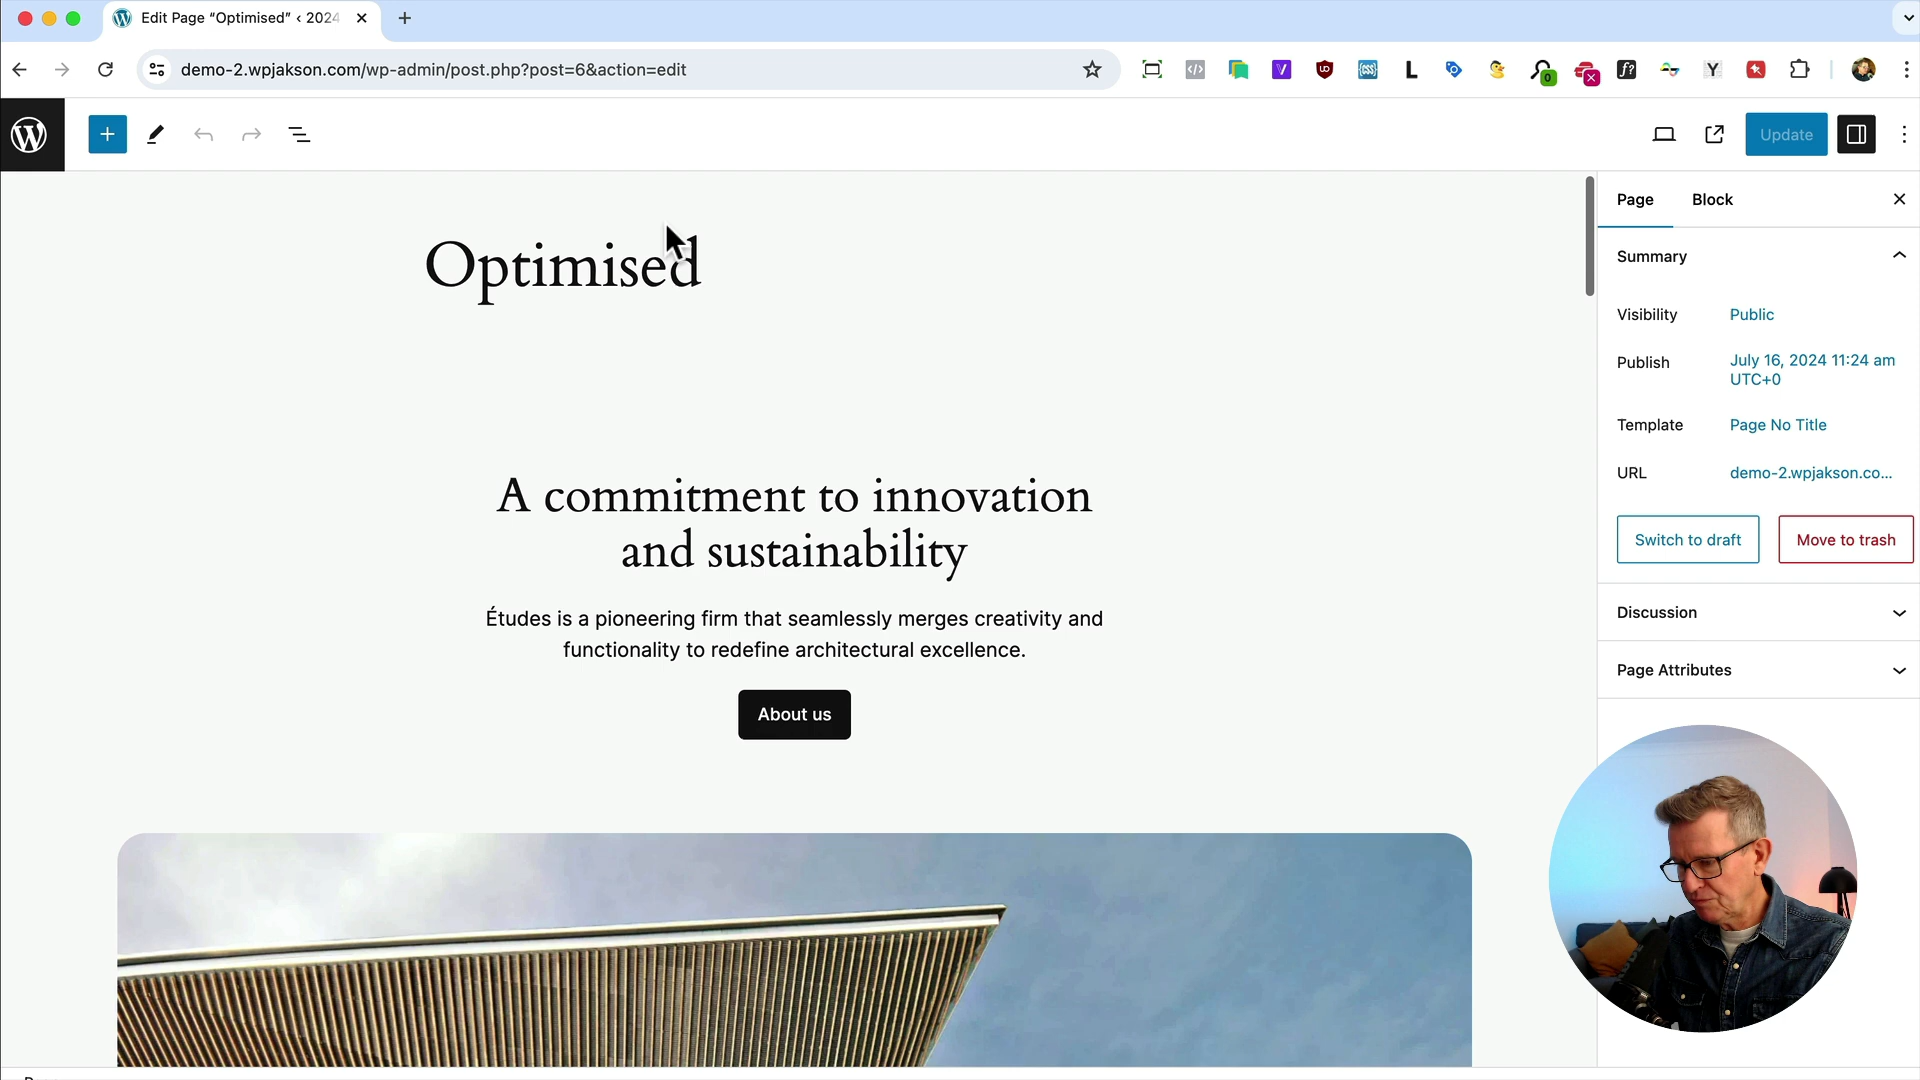 Edit Page “Optimised” ‹ 2024
demo-2.wpjakson.com/wp-admin/post.php?post=6&action=edit
0
Update
Page
Block
Summary
Visibility
Public
Publish
July 16, 2024 11:24 am
UTC+0
Template
Page No Title
URL
demo-2.wpjakson.co...
Switch to draft
Move to trash
Discussion
Page Attributes
Optimised
A commitment to innovation
and sustainability
Études is a pioneering firm that seamlessly merges creativity and
functionality to redefine architectural excellence.
About us